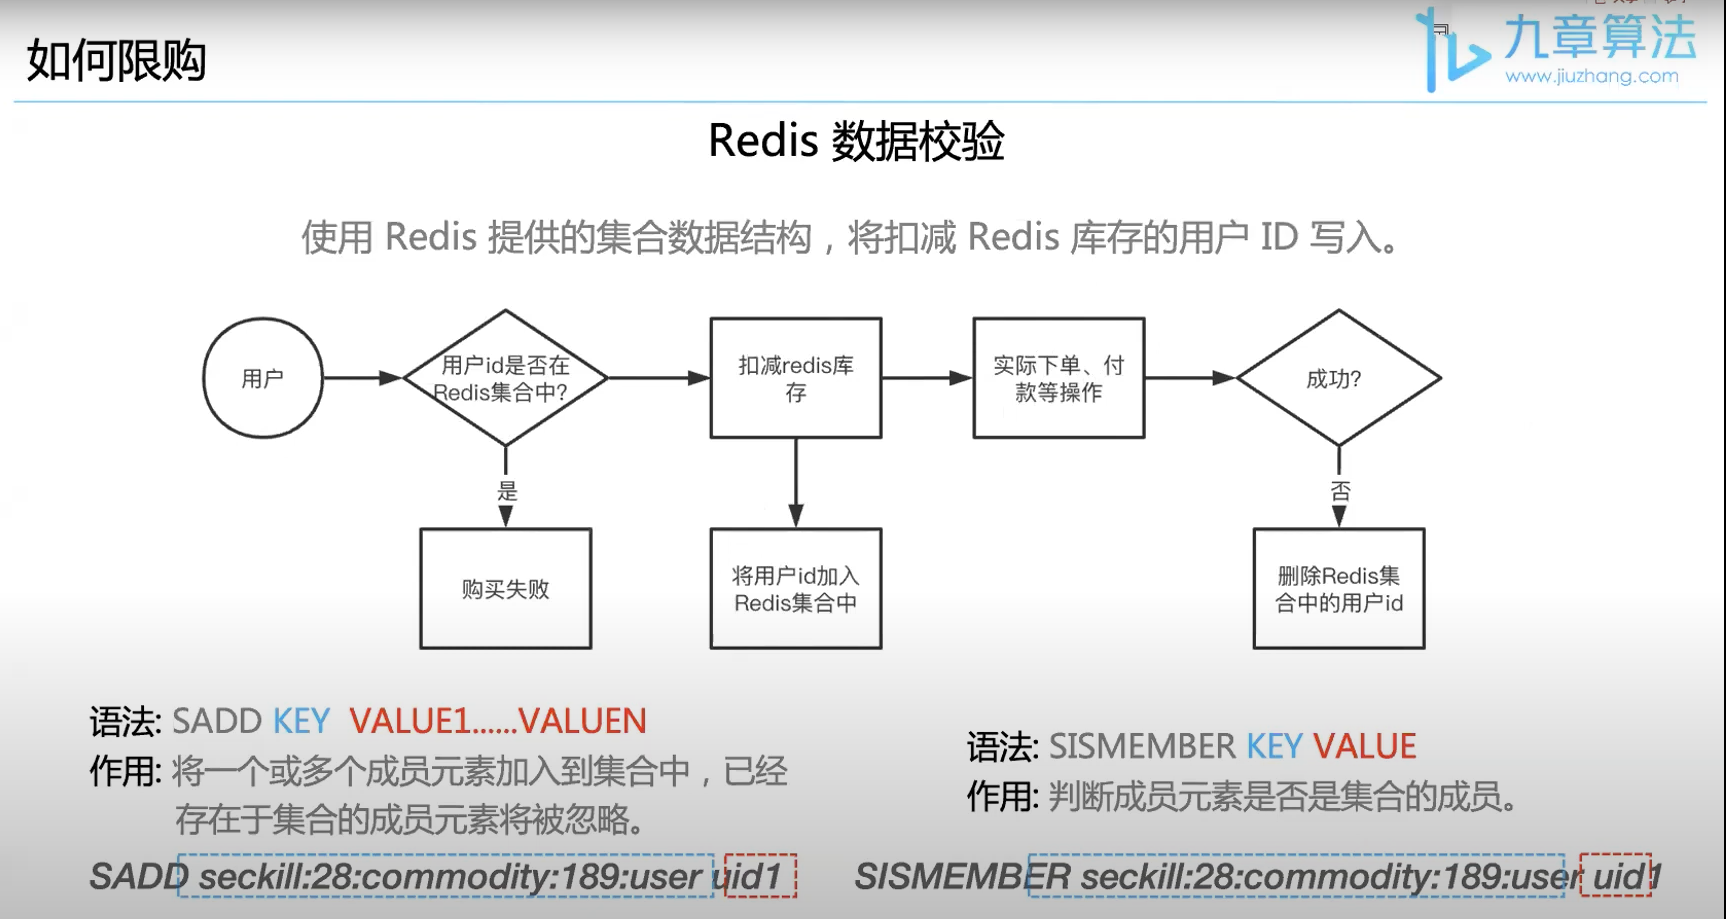 如何限购
九章算法
www.jiuzhang.com
Redis 数据校验
使用 Redis 提供的集合数据结构，将扣减 Redis 库存的用户 ID 写入。
用户
用户id是否在
Redis集合中?
扣减redis库
存
实际下单、付
款等操作
成功?
是
否
购买失败
将用户id加入
Redis集合中
删除Redis集
合中的用户id
语法: SADD KEY VALUE1......VALUEN
作用: 将一个或多个成员元素加入到集合中，已经
存在于集合的成员元素将被忽略。
SADD seckill:28:commodity:189:user uid1
语法: SISMEMBER KEY VALUE
作用: 判断成员元素是否是集合的成员。
SISMEMBER seckill:28:commodity:189:user uid1